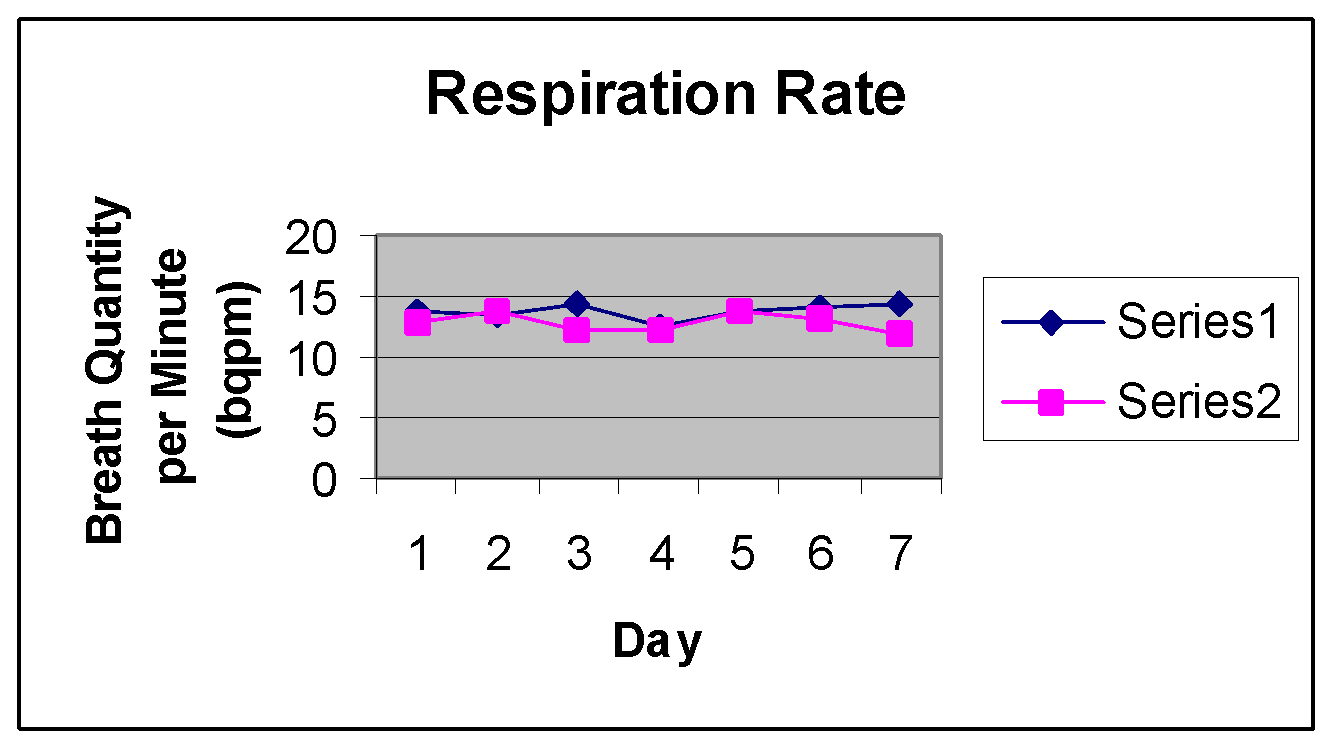 Respiration Rate
Breath Quantity
per Minute
(bqpm)
20
15
10
5
0
1 2 3 4 5 6 7
Day
Series1
Series2